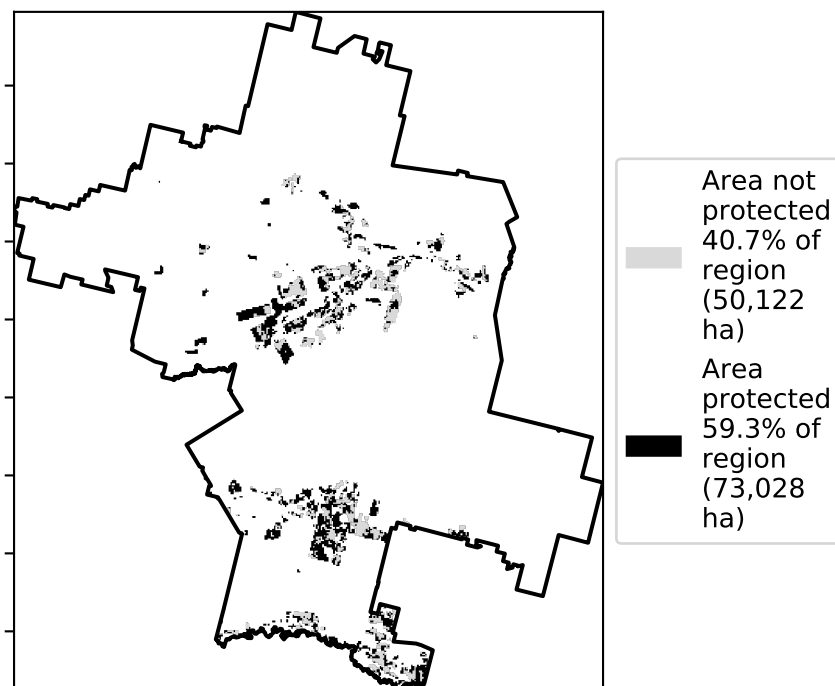 Area not
protected
40.7% of
region
(50,122
ha)
Area
protected
59.3% of
region
(73,028
ha)